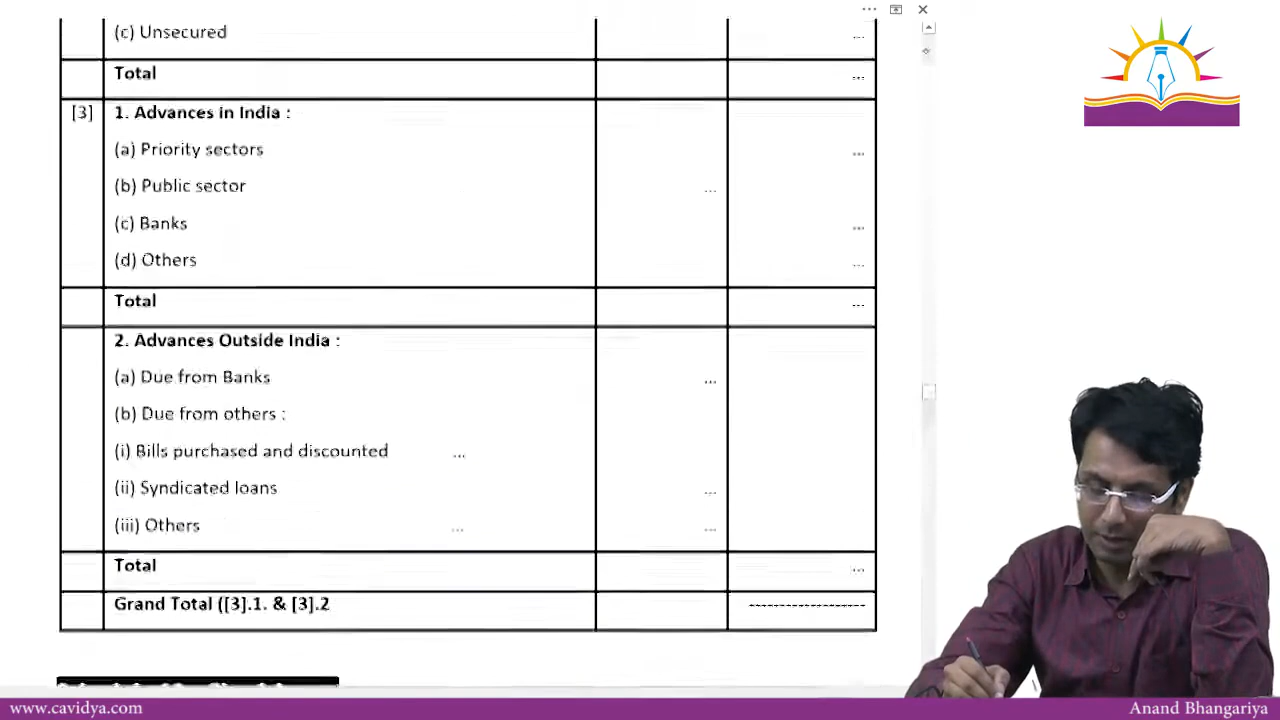 (c) Unsecured ...
Total ...
[3] 1. Advances in India :
(a) Priority sectors ...
(b) Public sector ...
(c) Banks ...
(d) Others ...
Total ...
2. Advances Outside India :
(a) Due from Banks ...
(b) Due from others :
(i) Bills purchased and discounted ...
(ii) Syndicated loans ...
(iii) Others ... ...
Total ...
Grand Total ([3].1. & [3].2
www.cavidya.com
Anand Bhangariya